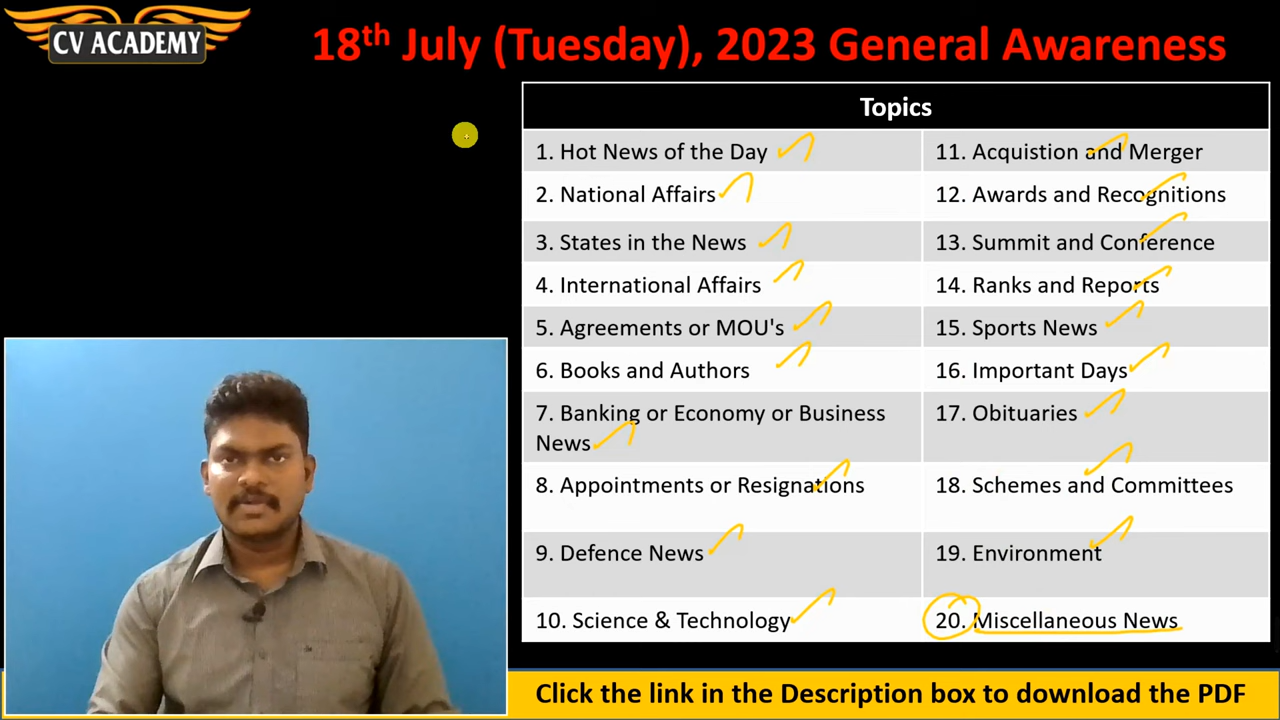 CV ACADEMY
18th July (Tuesday), 2023 General Awareness
Topics
1. Hot News of the Day
2. National Affairs
3. States in the News
4. International Affairs
5. Agreements or MOU's
6. Books and Authors
7. Banking or Economy or Business
News
8. Appointments or Resignations
9. Defence News
10. Science & Technology
11. Acquistion and Merger
12. Awards and Recognitions
13. Summit and Conference
14. Ranks and Reports
15. Sports News
16. Important Days
17. Obituaries
18. Schemes and Committees
19. Environment
20. Miscellaneous News
Click the link in the Description box to download the PDF